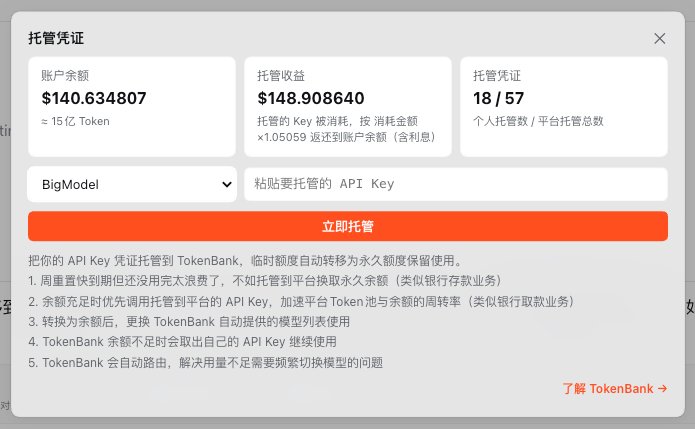 托管凭证
账户余额
$140.634807
≈ 15亿 Token
托管收益
$148.908640
托管的 Key 被消耗，按 消耗金额
×1.05059 返还到账户余额（含利息）
托管凭证
18 / 57
个人托管数 / 平台托管总数
BigModel
粘贴要托管的 API Key
立即托管
把你的 API Key 凭证托管到 TokenBank，临时额度自动转移为永久额度保留使用。
1. 周重置快到期但还没用完太浪费了，不如托管到平台换取永久余额（类似银行存款业务）
2. 余额充足时优先调用托管到平台的 API Key，加速平台 Token 池与余额的周转率（类似银行取款业务）
3. 转换为余额后，更换 TokenBank 自动提供的模型列表使用
4. TokenBank 余额不足时会取出自己的 API Key 继续使用
5. TokenBank 会自动路由，解决用量不足需要频繁切换模型的问题
了解 TokenBank →